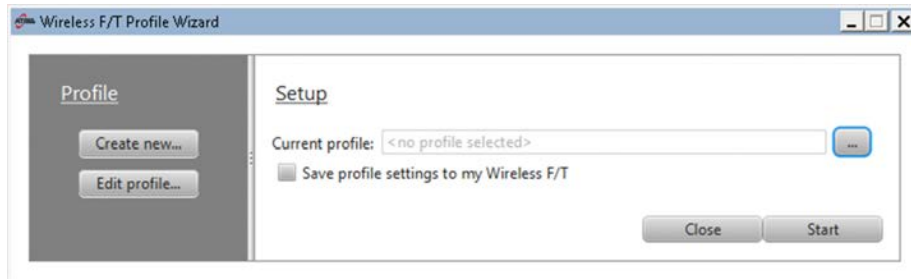 Wireless F/T Profile Wizard
Profile
Create new...
Edit profile...
Setup
Current profile: <no profile selected> ...
Save profile settings to my Wireless F/T
Close Start